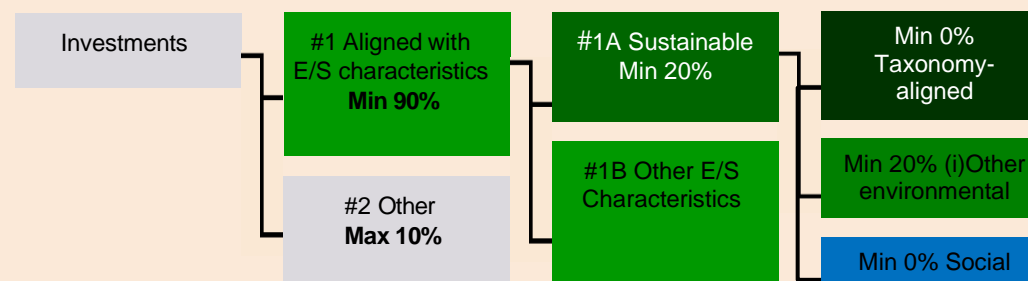 Investments
#1 Aligned with
E/S characteristics
Min 90%
#2 Other
Max 10%
#1A Sustainable
Min 20%
#1B Other E/S
Characteristics
Min 0%
Taxonomy-
aligned
Min 20% (i)Other
environmental
Min 0% Social